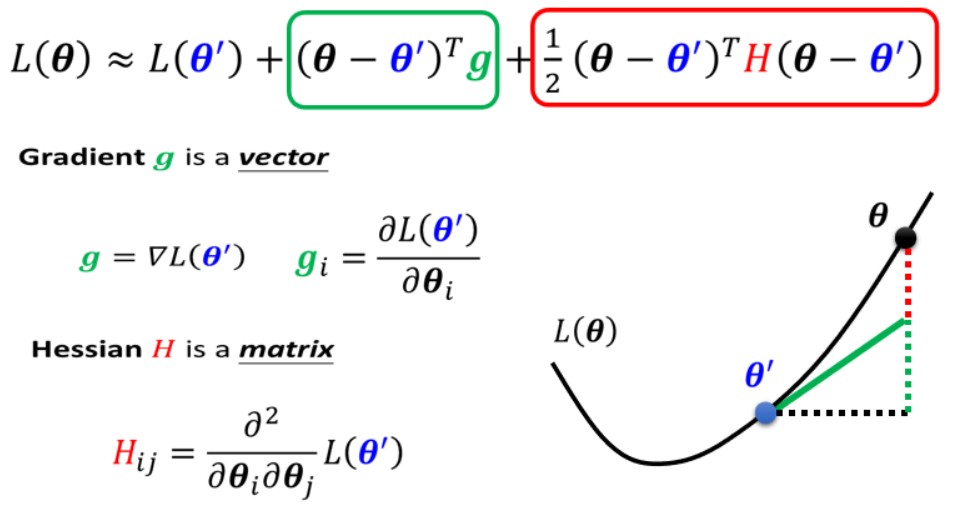 L(θ) ≈ L(θ′) + (θ − θ′)ᵀg + 1/2 (θ − θ′)ᵀH(θ − θ′)
Gradient g is a vector
g = ∇L(θ′)  gᵢ = ∂L(θ′)/∂θᵢ
Hessian H is a matrix
Hᵢⱼ = ∂²/∂θᵢ∂θⱼ L(θ′)
θ
L(θ)
θ′